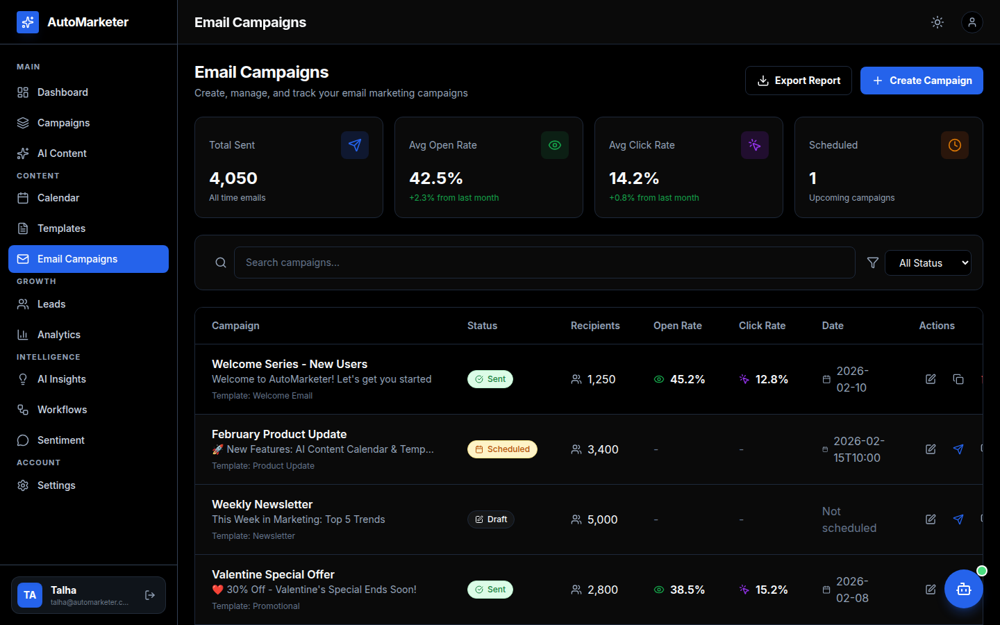 AutoMarketer
Email Campaigns
MAIN
Dashboard
Campaigns
AI Content
CONTENT
Calendar
Templates
Email Campaigns
GROWTH
Leads
Analytics
INTELLIGENCE
AI Insights
Workflows
Sentiment
ACCOUNT
Settings
TA
Talha
talha@automarketer.c...
Email Campaigns
Create, manage, and track your email marketing campaigns
Export Report
Create Campaign
Total Sent
4,050
All time emails
Avg Open Rate
42.5%
+2.3% from last month
Avg Click Rate
14.2%
+0.8% from last month
Scheduled
1
Upcoming campaigns
Search campaigns...
All Status
Campaign Status Recipients Open Rate Click Rate Date Actions
Welcome Series - New Users
Welcome to AutoMarketer! Let's get you started
Template: Welcome Email
Sent
1,250
45.2%
12.8%
2026-
02-10
February Product Update
🚀 New Features: AI Content Calendar & Temp...
Template: Product Update
Scheduled
3,400
-
-
2026-02-
15T10:00
Weekly Newsletter
This Week in Marketing: Top 5 Trends
Template: Newsletter
Draft
5,000
-
-
Not
scheduled
Valentine Special Offer
❤️ 30% Off - Valentine's Special Ends Soon!
Template: Promotional
Sent
2,800
38.5%
15.2%
2026-
02-08